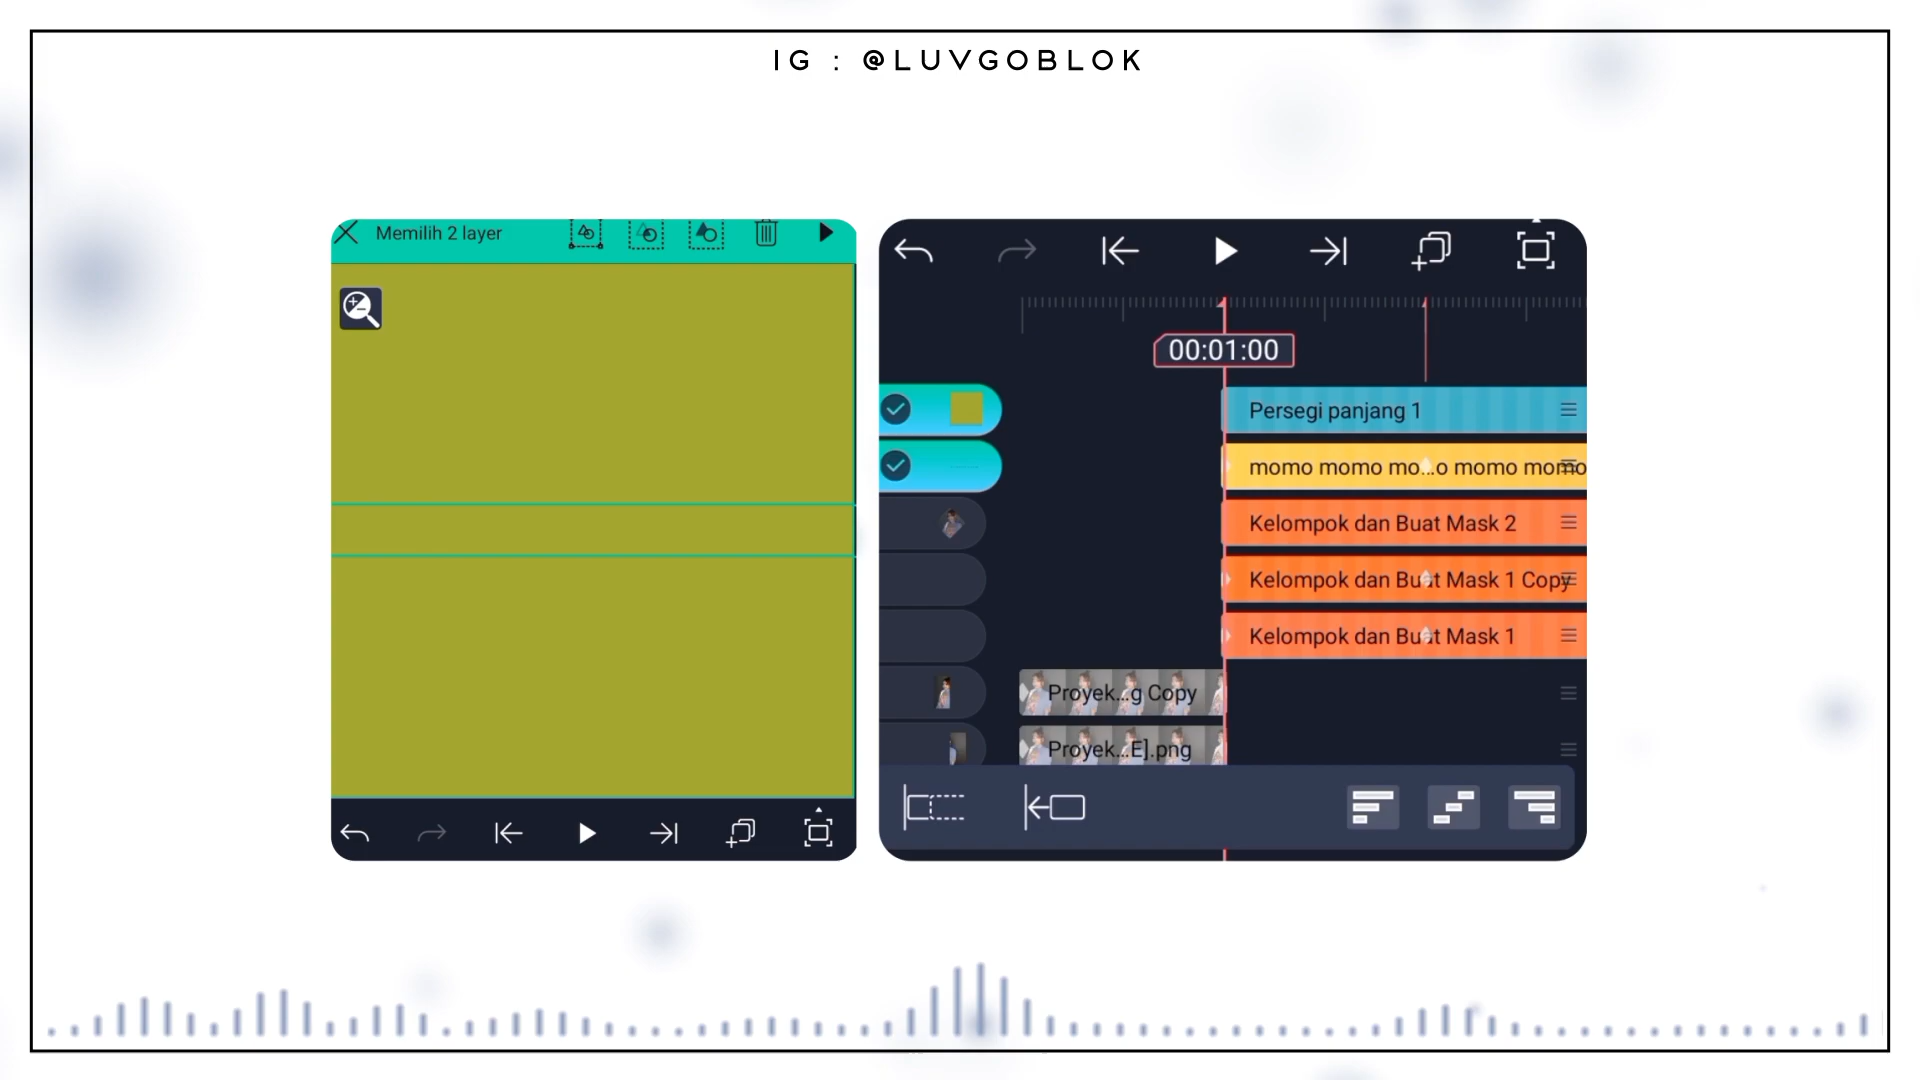 IG : @LUVGOBLOK
Memilih 2 layer
00:01:00
Persegi panjang 1
momo momo mo...o momo momo
Kelompok dan Buat Mask 2
Kelompok dan Buat Mask 1 Copy
Kelompok dan Buat Mask 1
Proyek...g Copy
Proyek...E].png